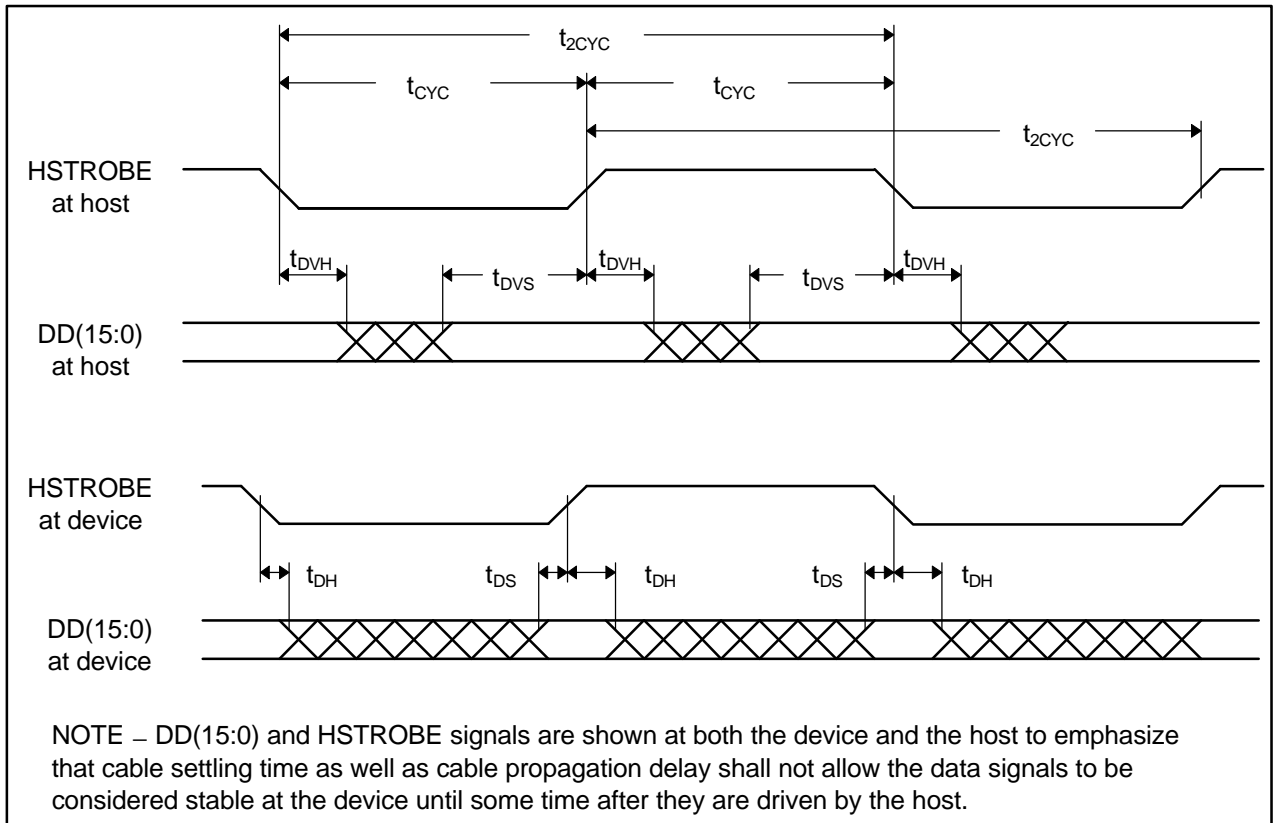 t2CYC
tCYC tCYC
t2CYC
HSTROBE
at host
tDVH tDVS tDVH tDVS tDVH
DD(15:0)
at host
HSTROBE
at device
tDH tDS tDH tDS tDH
DD(15:0)
at device
NOTE – DD(15:0) and HSTROBE signals are shown at both the device and the host to emphasize
that cable settling time as well as cable propagation delay shall not allow the data signals to be
considered stable at the device until some time after they are driven by the host.